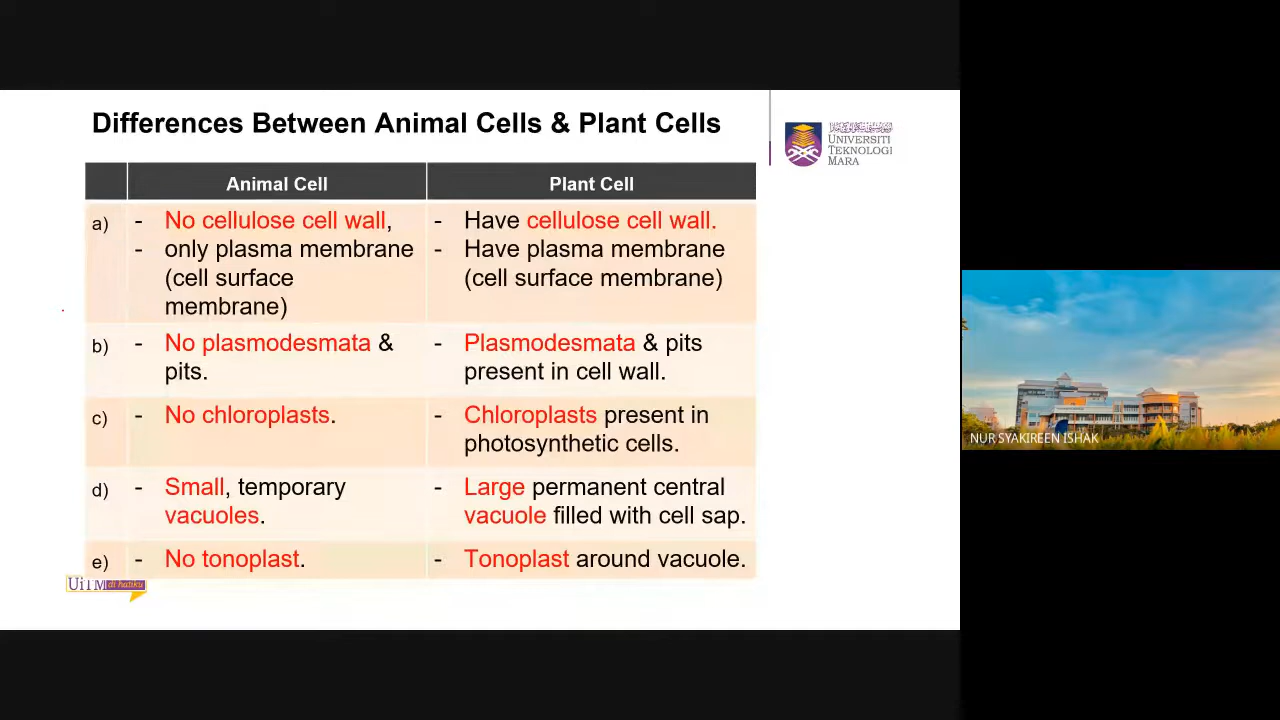 Differences Between Animal Cells & Plant Cells
UNIVERSITI
TEKNOLOGI
MARA
Animal Cell
Plant Cell
a)
- No cellulose cell wall,
- only plasma membrane
(cell surface
membrane)
- Have cellulose cell wall.
- Have plasma membrane
(cell surface membrane)
b)
- No plasmodesmata &
pits.
- Plasmodesmata & pits
present in cell wall.
c)
- No chloroplasts.
- Chloroplasts present in
photosynthetic cells.
d)
- Small, temporary
vacuoles.
- Large permanent central
vacuole filled with cell sap.
e)
- No tonoplast.
- Tonoplast around vacuole.
UiTM di hatiku
NUR SYAKIREEN ISHAK